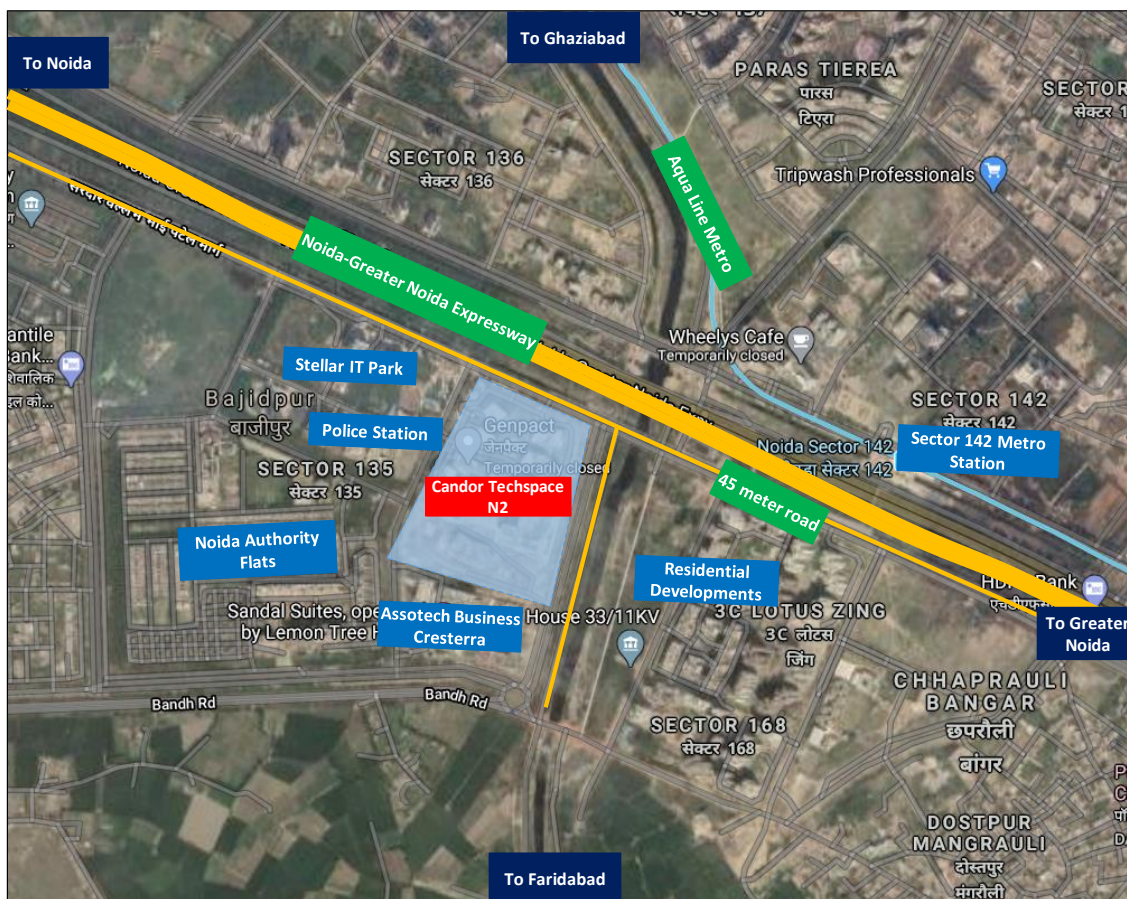 To Noida
To Ghaziabad
PARAS TIEREA
पारस
टिएरा
SECTOR 136
सेक्टर 136
Tripwash Professionals
Aqua Line Metro
Noida-Greater Noida Expressway
Wheelys Cafe
Temporarily closed
Stellar IT Park
Bajidpur
बाजीपुर
Police Station
Genpact
जेनपैक्ट
Temporarily closed
SECTOR 142
सेक्टर 142
Noida Sector 142
सेक्टर 142
Sector 142 Metro
Station
SECTOR 135
सेक्टर 135
Candor Techspace
N2
45 meter road
Noida Authority
Flats
Residential
Developments
Bank
To Greater
Noida
Sandal Suites, ope
by Lemon Tree H
Assotech Business
Cresterra
House 33/11KV
3C LOTUS ZING
3C लोटस
जिंग
Bandh Rd
Bandh Rd
SECTOR 168
सेक्टर 168
CHHAPRAULI
BANGAR
छपरौली
बांगर
DOSTPUR
MANGRAULI
दोस्तपुर
मंगरौली
To Faridabad